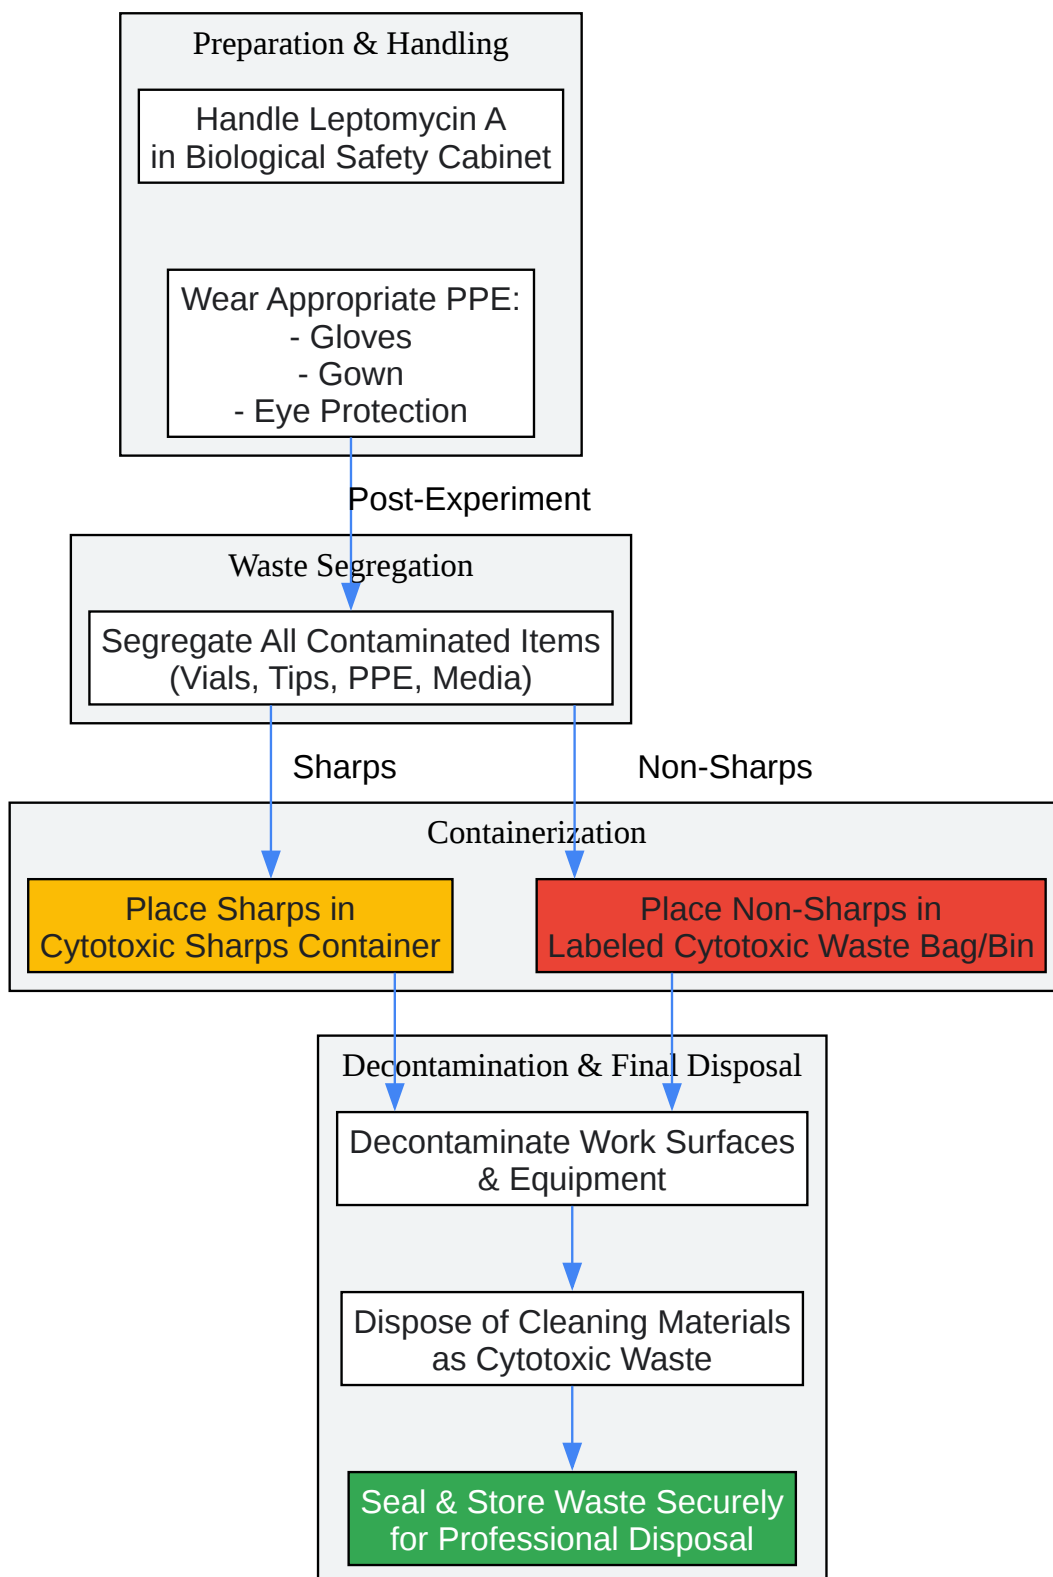 Preparation & Handling
Handle Leptomycin A
in Biological Safety Cabinet
Wear Appropriate PPE:
- Gloves
- Gown
- Eye Protection
Post-Experiment
Waste Segregation
Segregate All Contaminated Items
(Vials, Tips, PPE, Media)
Sharps
Non-Sharps
Containerization
Place Sharps in
Cytotoxic Sharps Container
Place Non-Sharps in
Labeled Cytotoxic Waste Bag/Bin
Decontamination & Final Disposal
Decontaminate Work Surfaces
& Equipment
Dispose of Cleaning Materials
as Cytotoxic Waste
Seal & Store Waste Securely
for Professional Disposal